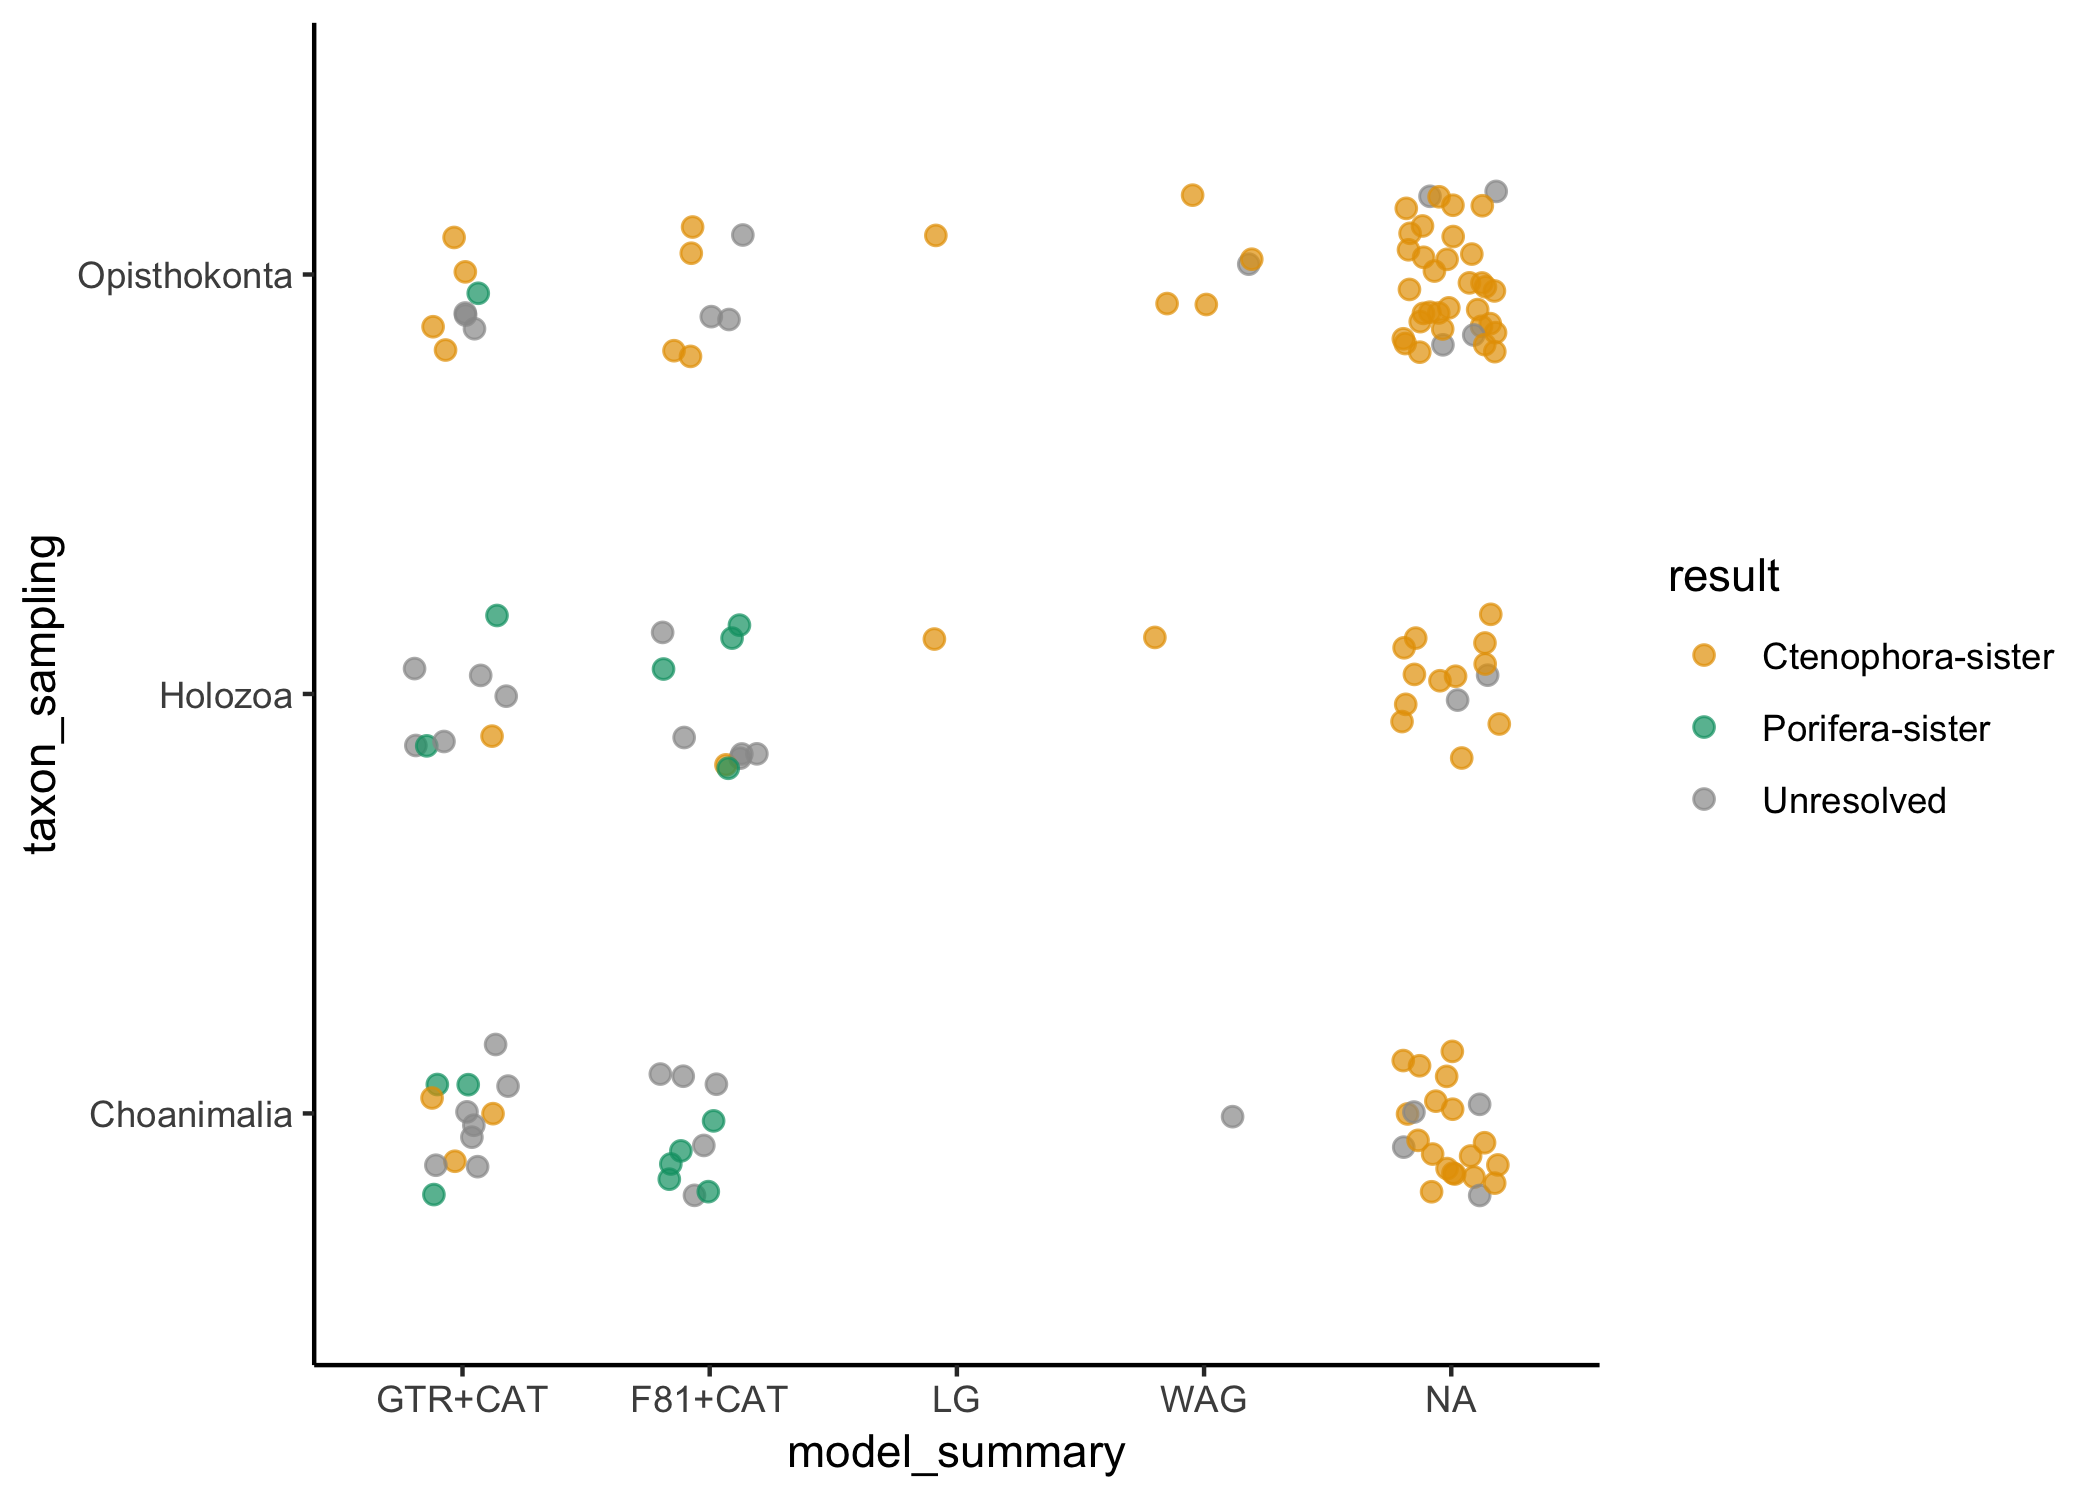 taxon_sampling
Opisthokonta
Holozoa
Choanimalia
GTR+CAT
F81+CAT
LG
WAG
NA
model_summary
result
Ctenophora-sister
Porifera-sister
Unresolved